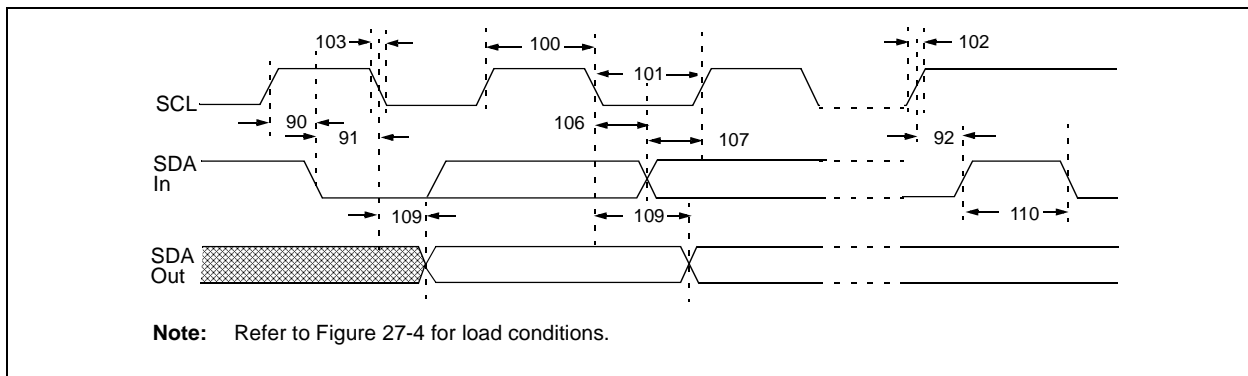 103
100
102
101
SCL
90
91
106
107
92
SDA
In
109
109
110
SDA
Out
Note: Refer to Figure 27-4 for load conditions.